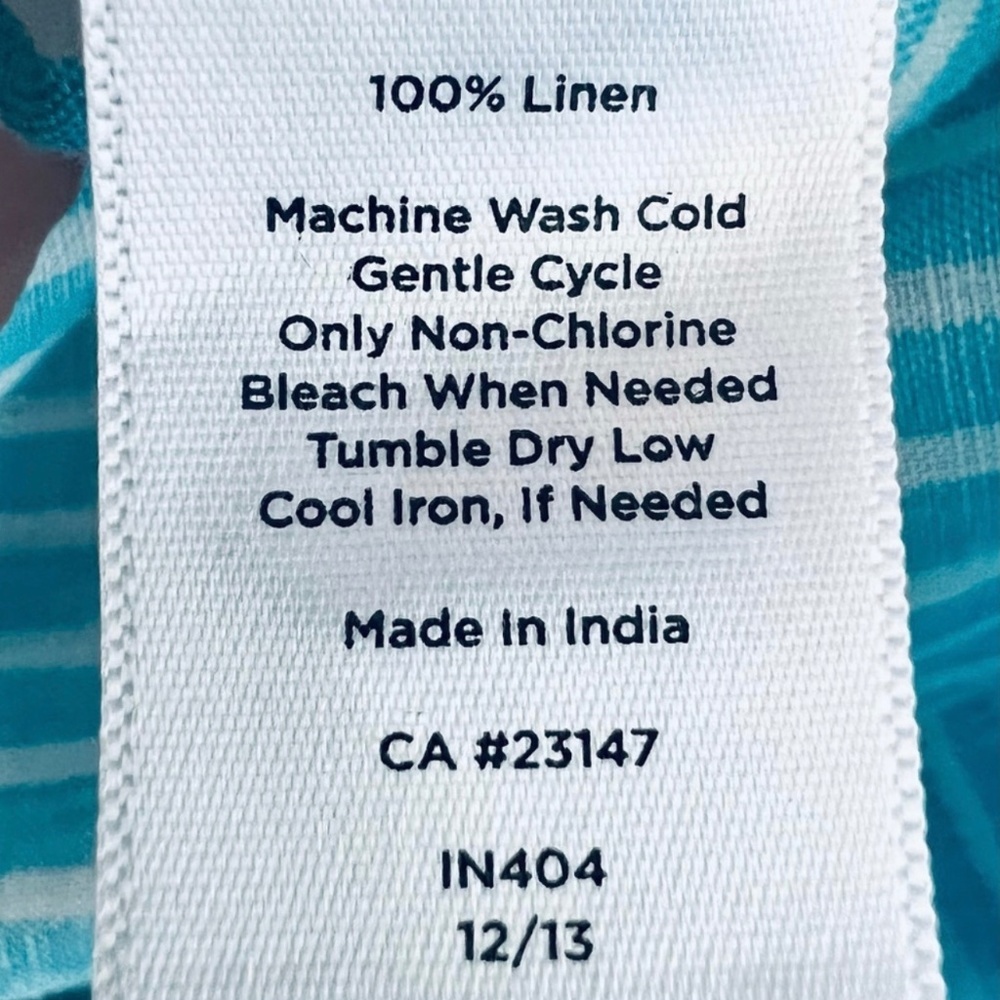 100% Linen
Machine Wash Cold
Gentle Cycle
Only Non-Chlorine
Bleach When Needed
Tumble Dry Low
Cool Iron, If Needed
Made In India
CA #23147
IN404
12/13